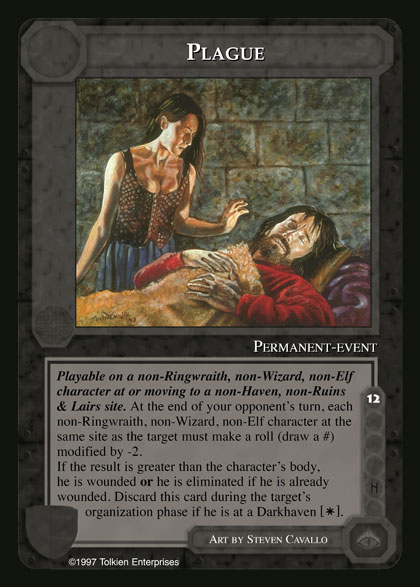 PLAGUE
PERMANENT-EVENT
Playable on a non-Ringwraith, non-Wizard, non-Elf
character at or moving to a non-Haven, non-Ruins
& Lairs site. At the end of your opponent's turn, each
non-Ringwraith, non-Wizard, non-Elf character at the
same site as the target must make a roll (draw a #)
modified by -2.
If the result is greater than the character's body,
he is wounded or he is eliminated if he is already
wounded. Discard this card during the target's
organization phase if he is at a Darkhaven [✷].
12
H
ART BY STEVEN CAVALLO
©1997 Tolkien Enterprises